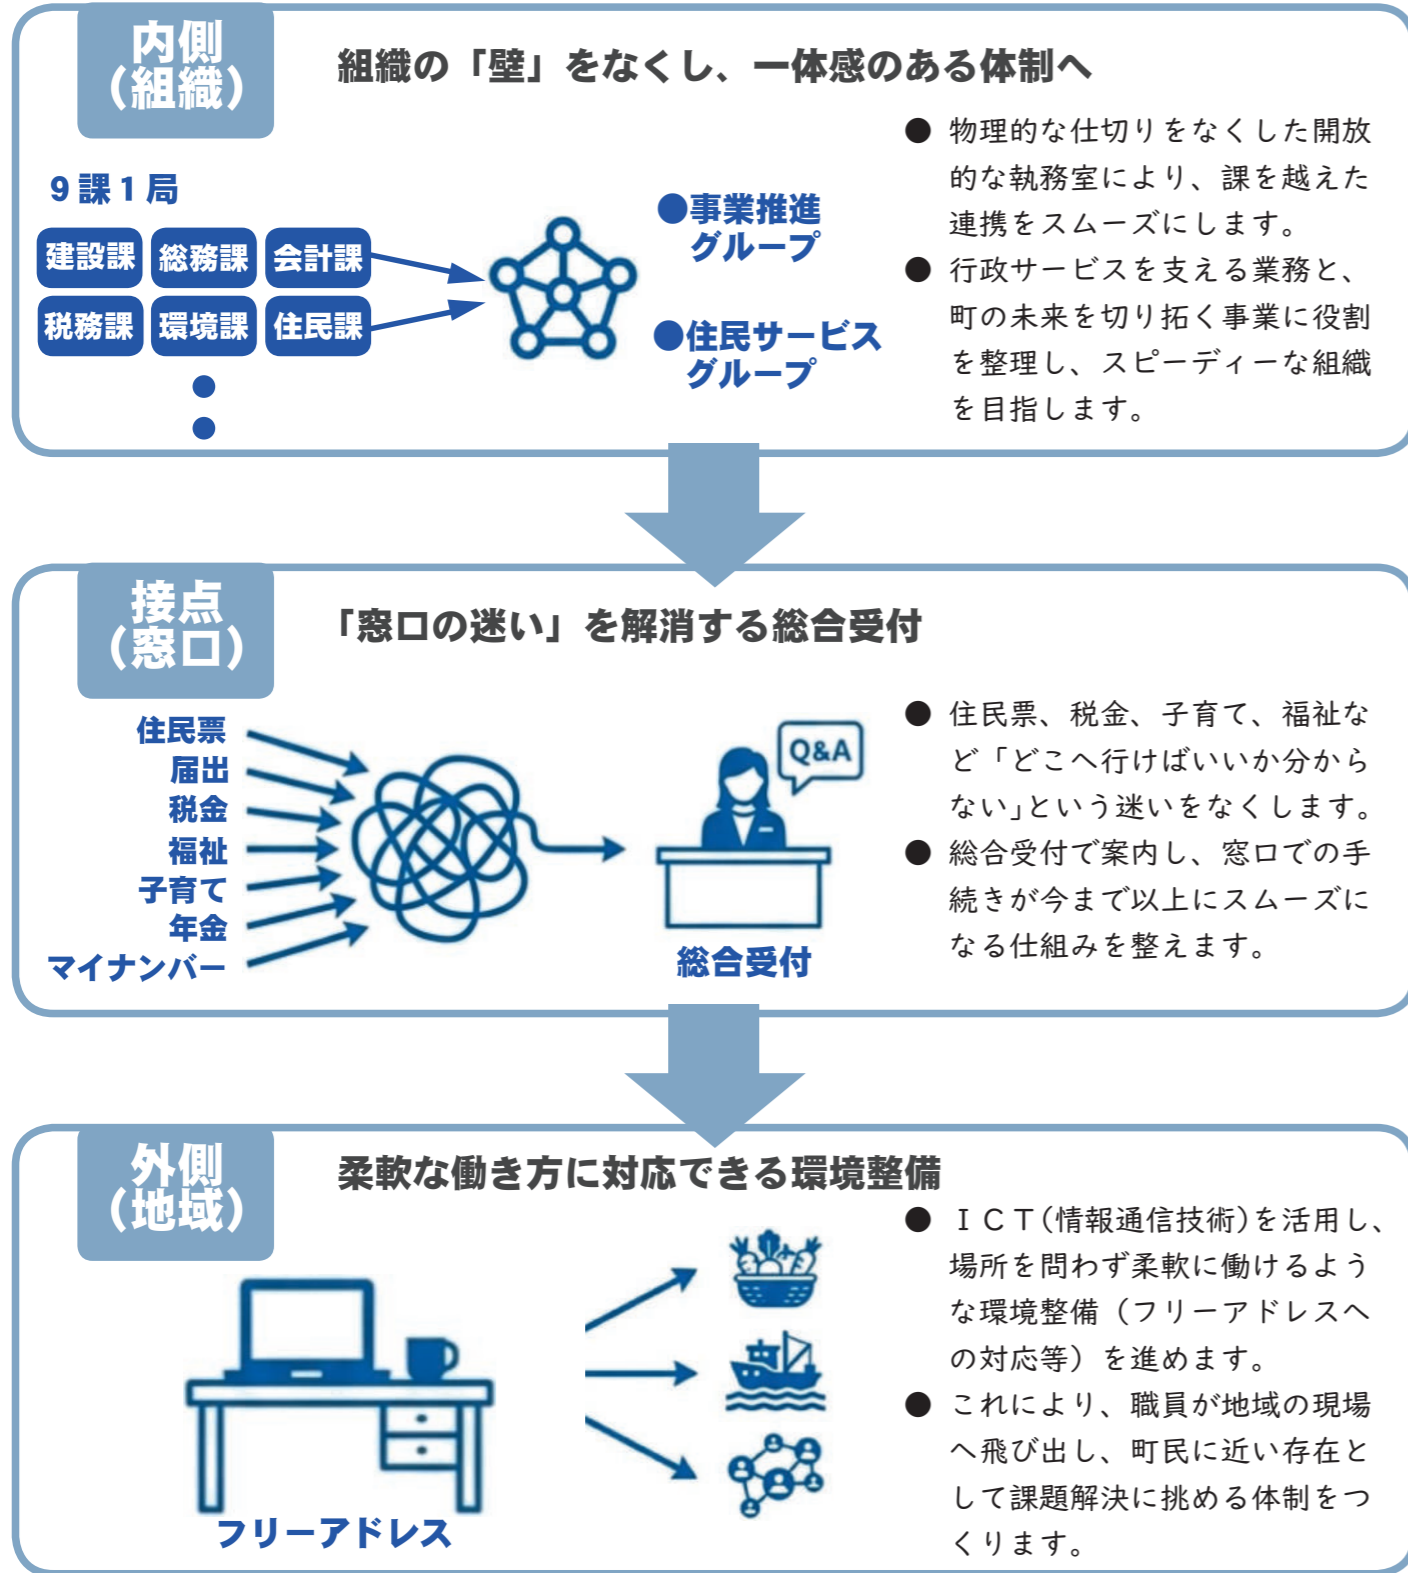 内側
(組織)
組織の「壁」をなくし、一体感のある体制へ
9課1局
建設課 総務課 会計課
税務課 環境課 住民課
●事業推進
グループ
●住民サービス
グループ
● 物理的な仕切りをなくした開放
的な執務室により、課を越えた
連携をスムーズにします。
● 行政サービスを支える業務と、
町の未来を切り拓く事業に役割
を整理し、スピーディーな組織
を目指します。
接点
(窓口)
「窓口の迷い」を解消する総合受付
住民票
届出
税金
福祉
子育て
年金
マイナンバー
Q&A
総合受付
● 住民票、税金、子育て、福祉な
ど「どこへ行けばいいか分から
ない」という迷いをなくします。
● 総合受付で案内し、窓口での手
続きが今まで以上にスムーズに
なる仕組みを整えます。
外側
(地域)
柔軟な働き方に対応できる環境整備
フリーアドレス
● ICT(情報通信技術)を活用し、
場所を問わず柔軟に働けるよう
な環境整備（フリーアドレスへ
の対応等）を進めます。
● これにより、職員が地域の現場
へ飛び出し、町民に近い存在と
して課題解決に挑める体制をつ
くります。